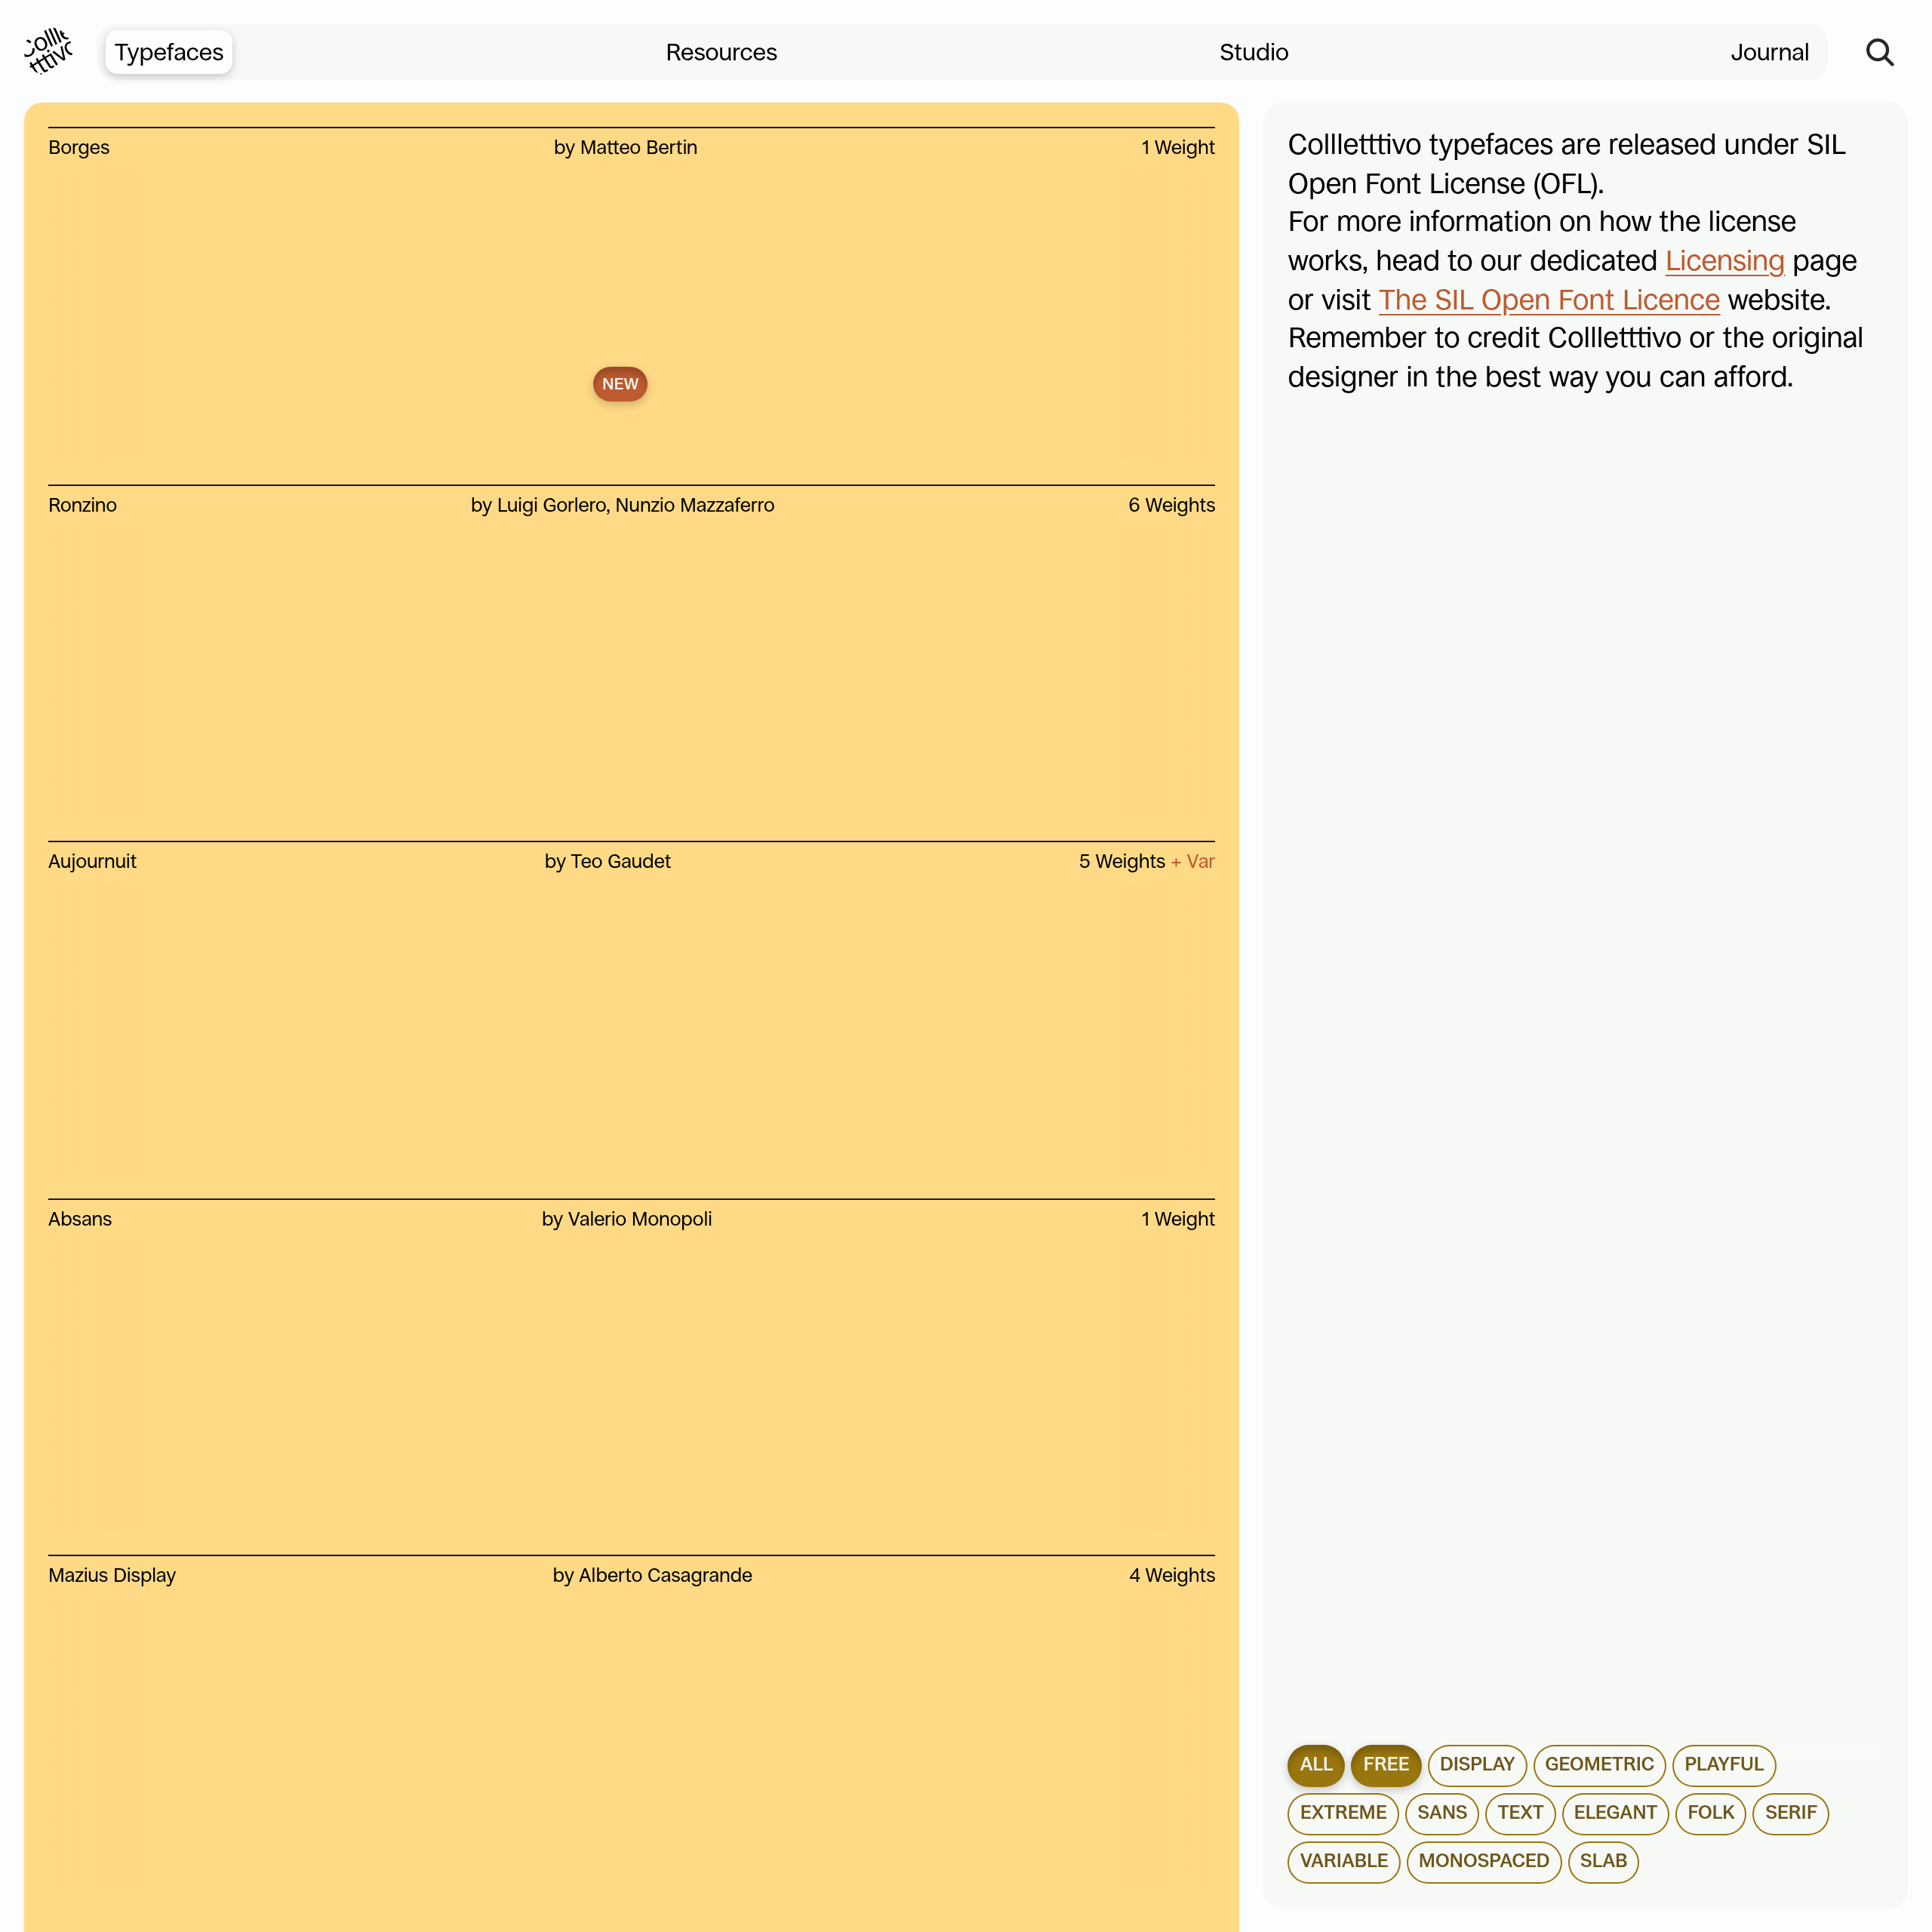 Colllet
tttivo
Typefaces
Resources
Studio
Journal
Borges
by Matteo Bertin
1 Weight
NEW
Ronzino
by Luigi Gorlero, Nunzio Mazzaferro
6 Weights
Aujournuit
by Teo Gaudet
5 Weights + Var
Absans
by Valerio Monopoli
1 Weight
Mazius Display
by Alberto Casagrande
4 Weights
Collletttivo typefaces are released under SIL
Open Font License (OFL).
For more information on how the license
works, head to our dedicated Licensing page
or visit The SIL Open Font Licence website.
Remember to credit Collletttivo or the original
designer in the best way you can afford.
ALL
FREE
DISPLAY
GEOMETRIC
PLAYFUL
EXTREME
SANS
TEXT
ELEGANT
FOLK
SERIF
VARIABLE
MONOSPACED
SLAB